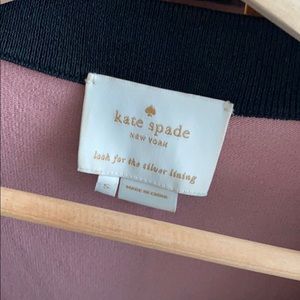 kate spade
NEW YORK
look for the silver lining
S
MADE IN CHINA